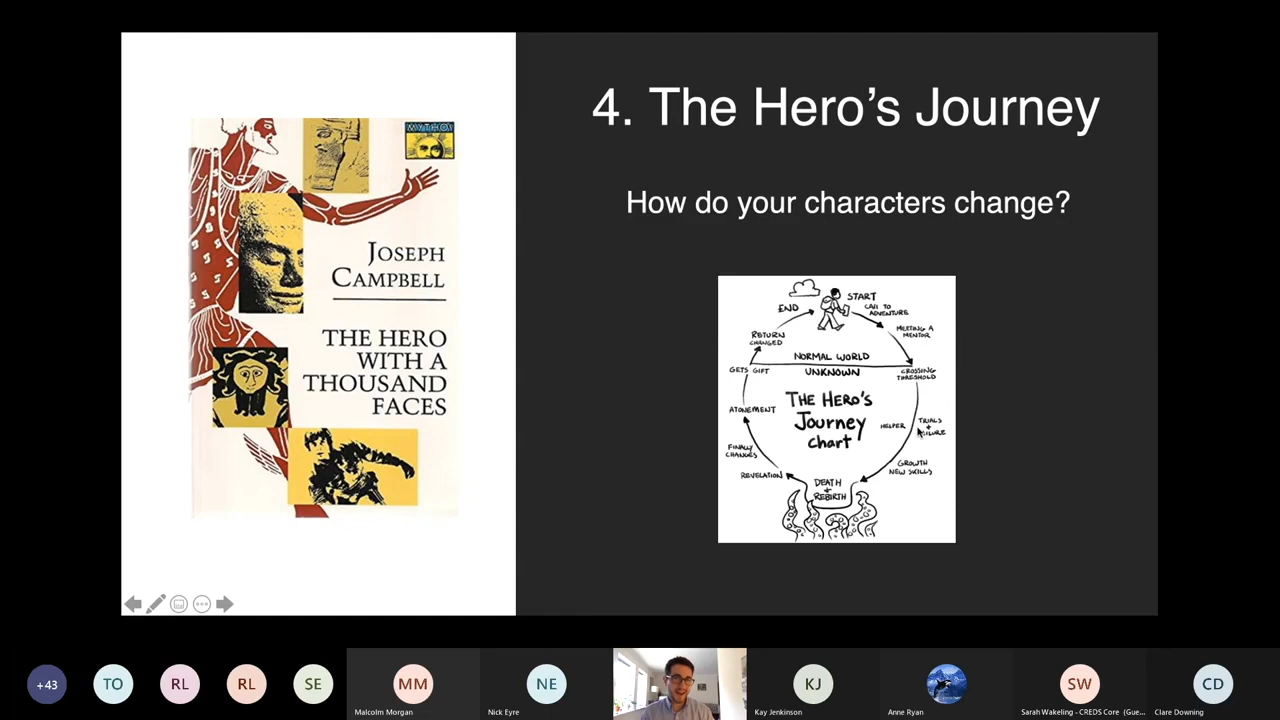 MYTHOS
JOSEPH
CAMPBELL
THE HERO
WITH A
THOUSAND
FACES
4. The Hero’s Journey
How do your characters change?
START
CALL TO
ADVENTURE
MEETING A
MENTOR
CROSSING
THRESHOLD
TRIALS
+
HELPER
GROWTH
NEW SKILLS
DEATH
+
REBIRTH
REVELATION
FINALLY
CHANGES
ATONEMENT
GETS GIFT
RETURN
CHANGED
END
NORMAL WORLD
UNKNOWN
THE HERO'S
Journey
chart
+43
TO
RL
RL
SE
MM
Malcolm Morgan
NE
Nick Eyre
KJ
Kay Jenkinson
Anne Ryan
SW
Sarah Wakeling - CREDS Core (Gue...
CD
Clare Downing